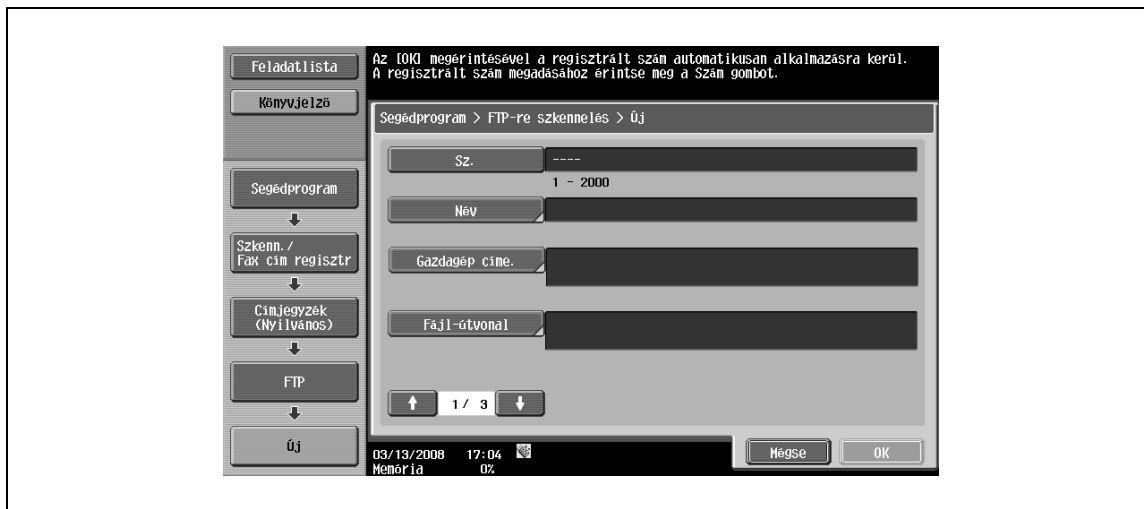 Feladatlista
Könyvjelző
Segédprogram
Szkenn./
Fax cím regisztr
Címjegyzék
(Nyilvános)
FTP
Új
Az [OK] megérintésével a regisztrált szám automatikusan alkalmazásra kerül.
A regisztrált szám megadásához érintse meg a Szám gombot.
Segédprogram > FTP-re szkennelés > Új
Sz. ----
1 - 2000
Név
Gazdagép címe.
Fájl-útvonal
1/ 3
03/13/2008 17:04
Memória 0%
Mégse OK